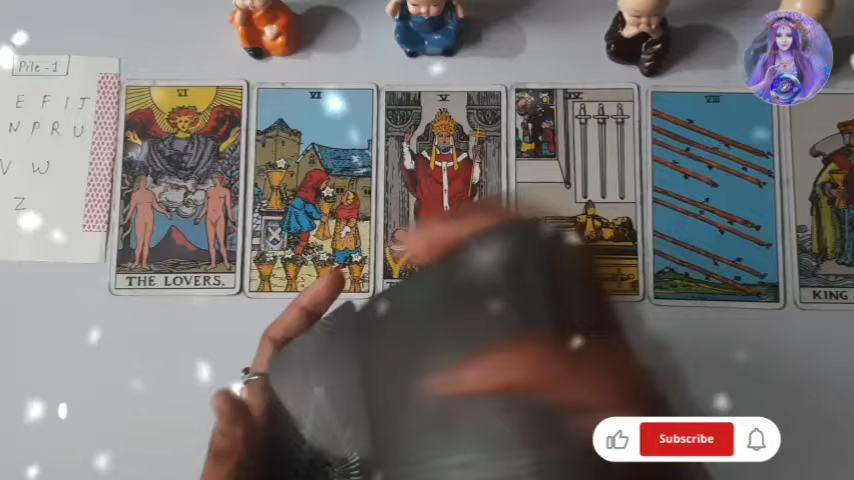 Pile-1
E F I J
N P R U
V W
Z
VI
THE LOVERS.
VI
V
IV
VIII
KING
Subscribe